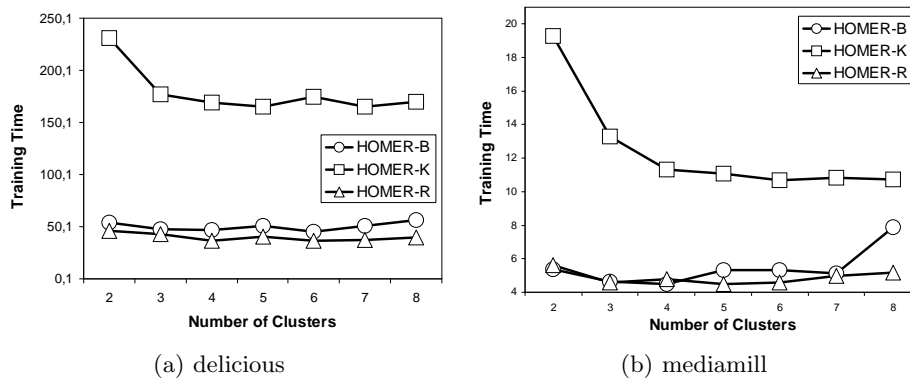 250,1
200,1
150,1
100,1
50,1
0,1
Training Time
HOMER-B
HOMER-K
HOMER-R
2 3 4 5 6 7 8
Number of Clusters
(a) delicious
20
18
16
14
12
10
8
6
4
Training Time
HOMER-B
HOMER-K
HOMER-R
2 3 4 5 6 7 8
Number of Clusters
(b) mediamill